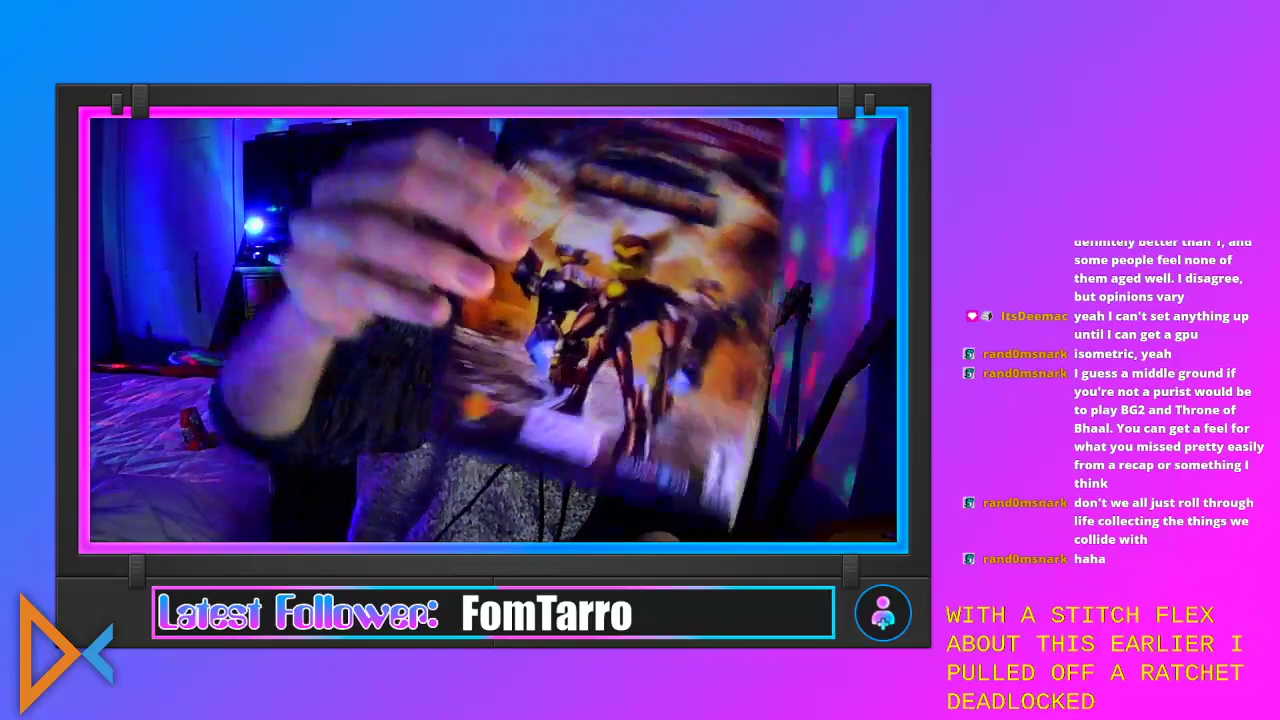 definitely better than 1, and
some people feel none of
them aged well. I disagree,
but opinions vary
ItsDeemac yeah I can't set anything up
until I can get a gpu
rand0msnark isometric, yeah
rand0msnark I guess a middle ground if
you're not a purist would be
to play BG2 and Throne of
Bhaal. You can get a feel for
what you missed pretty easily
from a recap or something I
think
rand0msnark don't we all just roll through
life collecting the things we
collide with
rand0msnark haha
Latest Follower: FomTarro
WITH A STITCH FLEX
ABOUT THIS EARLIER I
PULLED OFF A RATCHET
DEADLOCKED